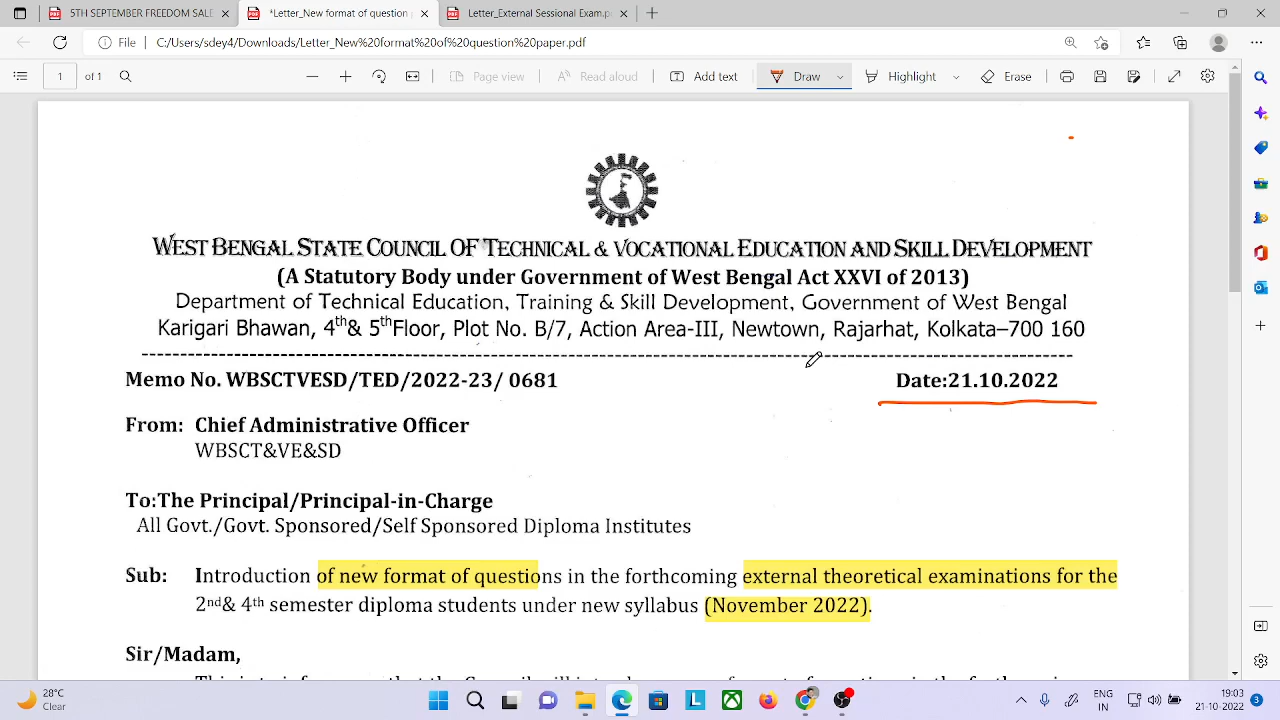 5TH SEPTEMBER FREEDOM SALE
*Letter_New format of question p
Letter_External Sessional Exam.p
File C:/Users/sdey4/Downloads/Letter_New format of question paper.pdf
1 of 1 Page view Read aloud Add text Draw Highlight Erase
WEST BENGAL STATE COUNCIL OF TECHNICAL & VOCATIONAL EDUCATION AND SKILL DEVELOPMENT
(A Statutory Body under Government of West Bengal Act XXVI of 2013)
Department of Technical Education, Training & Skill Development, Government of West Bengal
Karigari Bhawan, 4th& 5thFloor, Plot No. B/7, Action Area-III, Newtown, Rajarhat, Kolkata–700 160
Memo No. WBSCTVESD/TED/2022-23/ 0681 Date:21.10.2022
From: Chief Administrative Officer
WBSCT&VE&SD
To:The Principal/Principal-in-Charge
All Govt./Govt. Sponsored/Self Sponsored Diploma Institutes
Sub: Introduction of new format of questions in the forthcoming external theoretical examinations for the
2nd& 4th semester diploma students under new syllabus (November 2022).
Sir/Madam,
28°C
Clear
ENG
IN
19:03
21-10-2022
3